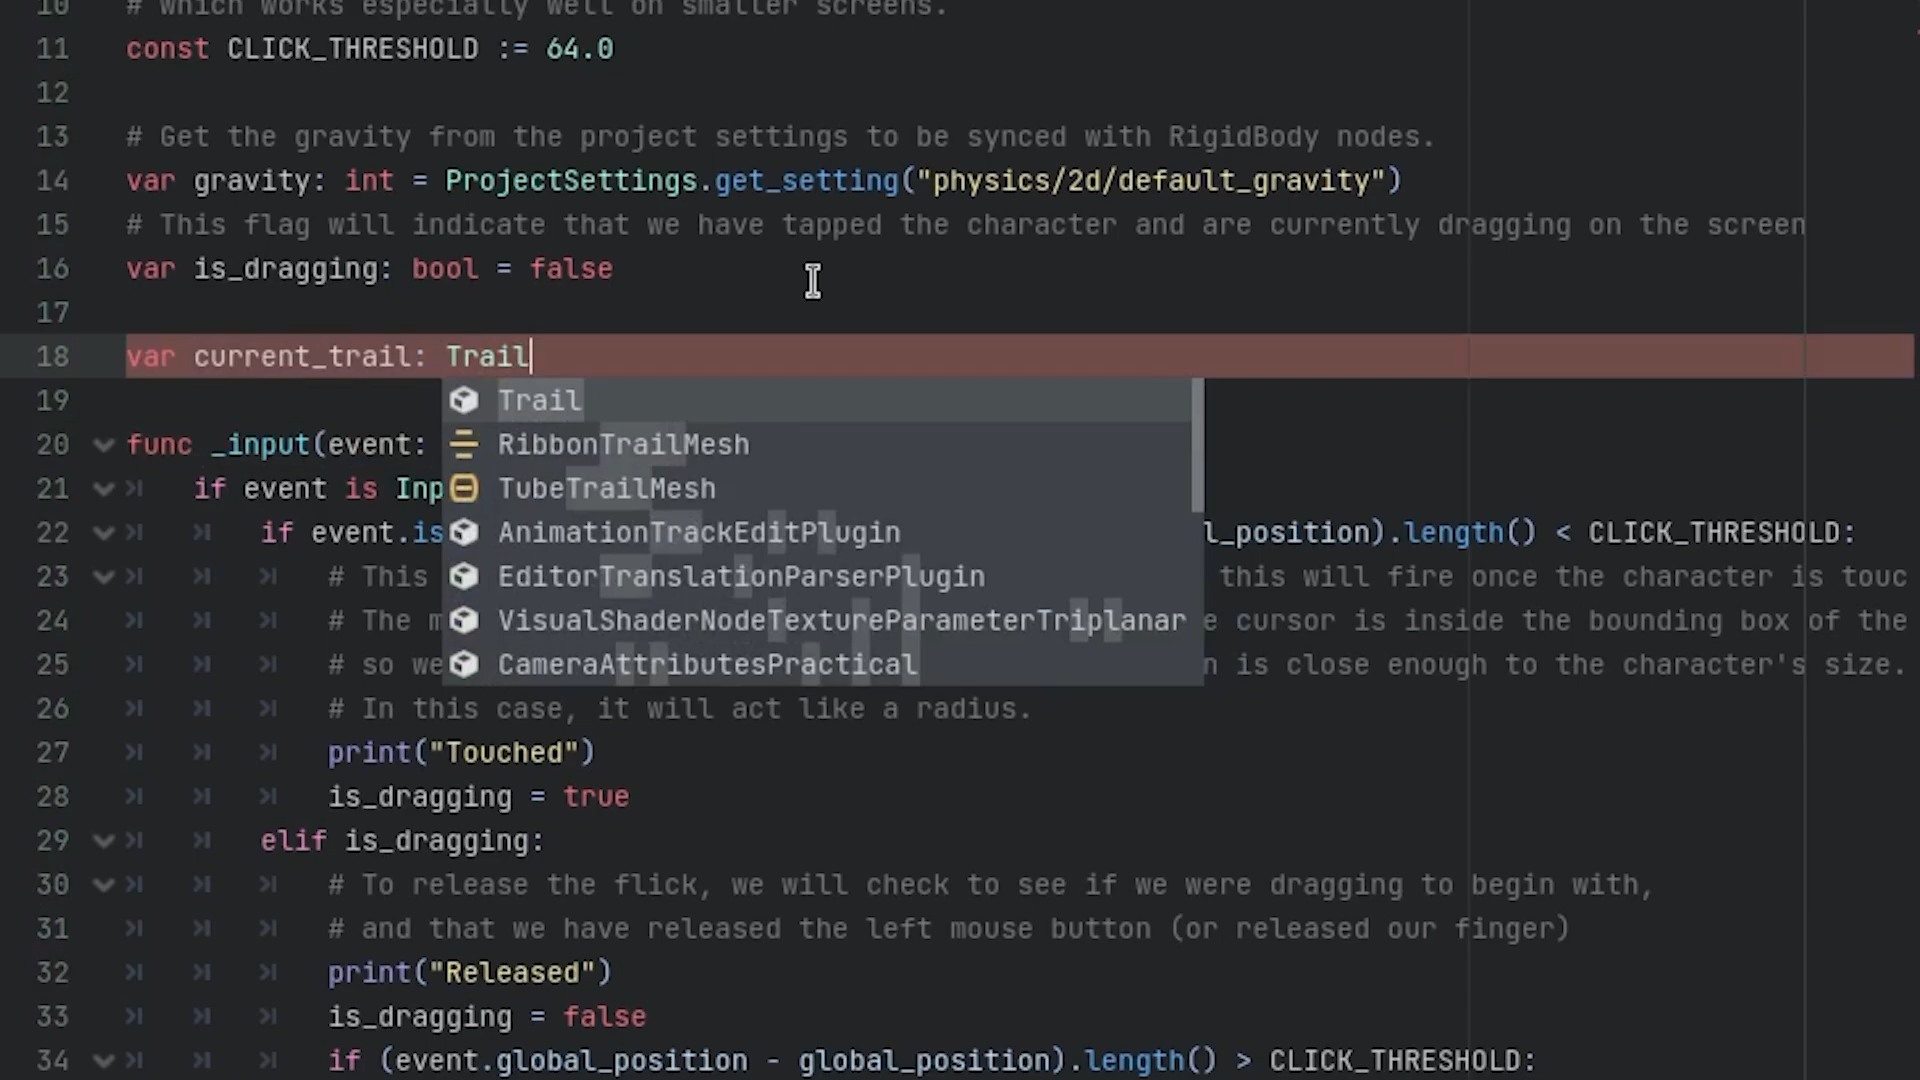 10 # Which works especially well on smaller screens.
11 const CLICK_THRESHOLD := 64.0
12
13 # Get the gravity from the project settings to be synced with RigidBody nodes.
14 var gravity: int = ProjectSettings.get_setting("physics/2d/default_gravity")
15 # This flag will indicate that we have tapped the character and are currently dragging on the screen
16 var is_dragging: bool = false
17
18 var current_trail: Trail
19 Trail
20 func _input(event: RibbonTrailMesh
21 if event is Inp TubeTrailMesh
22 if event.is AnimationTrackEditPlugin l_position).length() < CLICK_THRESHOLD:
23 # This EditorTranslationParserPlugin this will fire once the character is touc
24 # The m VisualShaderNodeTextureParameterTriplanar e cursor is inside the bounding box of the
25 # so we CameraAttributesPractical n is close enough to the character's size.
26 # In this case, it will act like a radius.
27 print("Touched")
28 is_dragging = true
29 elif is_dragging:
30 # To release the flick, we will check to see if we were dragging to begin with,
31 # and that we have released the left mouse button (or released our finger)
32 print("Released")
33 is_dragging = false
34 if (event.global_position - global_position).length() > CLICK_THRESHOLD: